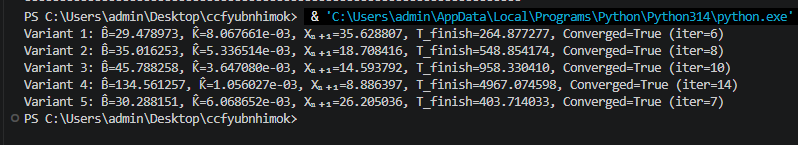 PS C:\Users\admin\Desktop\ccfyubnhimok> & 'C:\Users\admin\AppData\Local\Programs\Python\Python314\python.exe'
Variant 1: B̂=29.478973, K̂=8.067661e-03, Xₙ₊₁=35.628807, T_finish=264.877277, Converged=True (iter=6)
Variant 2: B̂=35.016253, K̂=5.336514e-03, Xₙ₊₁=18.708416, T_finish=548.854174, Converged=True (iter=8)
Variant 3: B̂=45.788258, K̂=3.647080e-03, Xₙ₊₁=14.593792, T_finish=958.330410, Converged=True (iter=10)
Variant 4: B̂=134.561257, K̂=1.056027e-03, Xₙ₊₁=8.886397, T_finish=4967.074598, Converged=True (iter=14)
Variant 5: B̂=30.288151, K̂=6.068652e-03, Xₙ₊₁=26.205036, T_finish=403.714033, Converged=True (iter=7)
PS C:\Users\admin\Desktop\ccfyubnhimok>